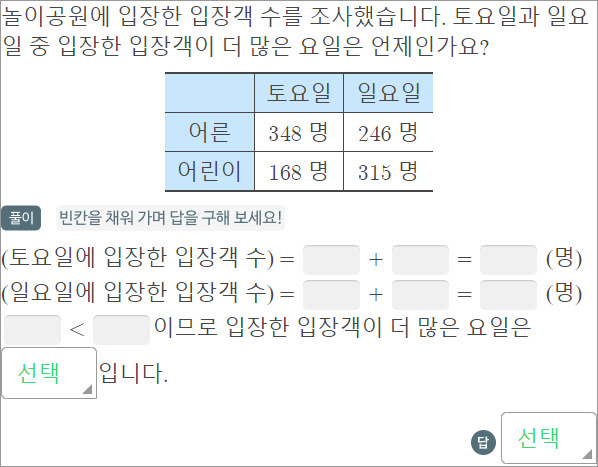 놀이공원에 입장한 입장객 수를 조사했습니다. 토요일과 일요
일 중 입장한 입장객이 더 많은 요일은 언제인가요?
토요일 일요일
어른 348 명 246 명
어린이 168 명 315 명
풀이 빈칸을 채워 가며 답을 구해 보세요!
(토요일에 입장한 입장객 수) = + = (명)
(일요일에 입장한 입장객 수) = + = (명)
< 이므로 입장한 입장객이 더 많은 요일은
선택 입니다.
답 선택